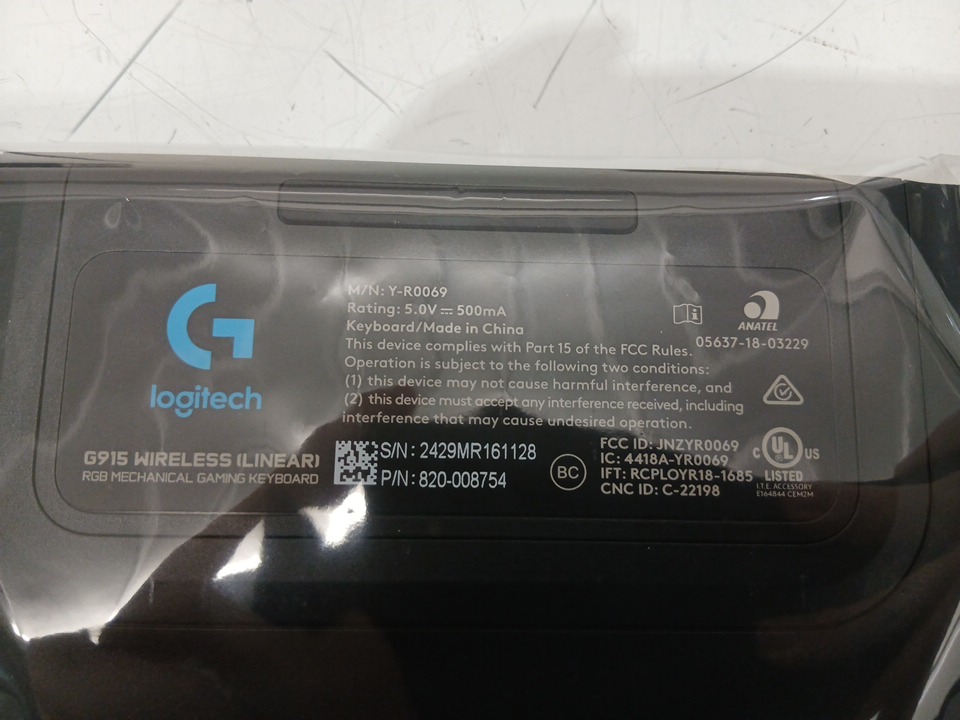 logitech
G915 WIRELESS (LINEAR)
RGB MECHANICAL GAMING KEYBOARD
M/N: Y-R0069
Rating: 5.0V ⎓ 500mA
Keyboard/Made in China
This device complies with Part 15 of the FCC Rules.
Operation is subject to the following two conditions:
(1) this device may not cause harmful interference, and
(2) this device must accept any interference received, including
interference that may cause undesired operation.
S/N: 2429MR161128
P/N: 820-008754
BC
FCC ID: JNZYR0069
IC: 4418A-YR0069
IFT: RCPLOYR18-1685
CNC ID: C-22198
ANATEL
05637-18-03229
C UL US
LISTED
I.T.E. ACCESSORY
E164844 CEM2M